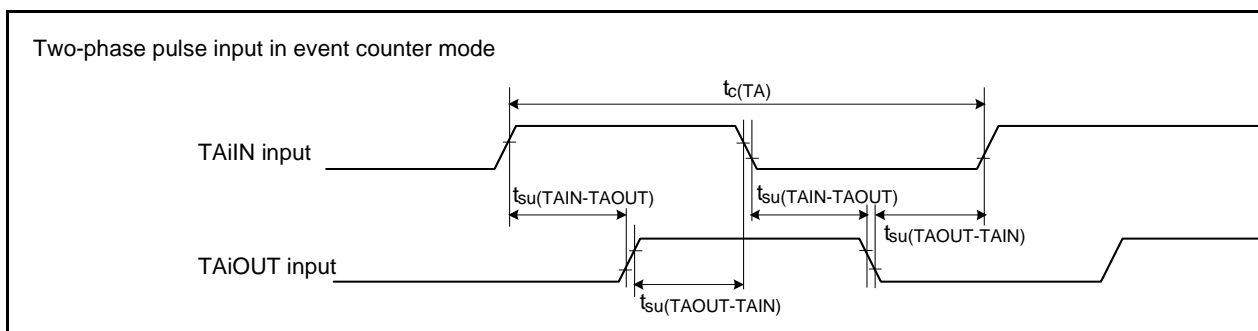 Two-phase pulse input in event counter mode
tc(TA)
TAiIN input
tsu(TAIN-TAOUT)
tsu(TAIN-TAOUT)
tsu(TAOUT-TAIN)
TAiOUT input
tsu(TAOUT-TAIN)